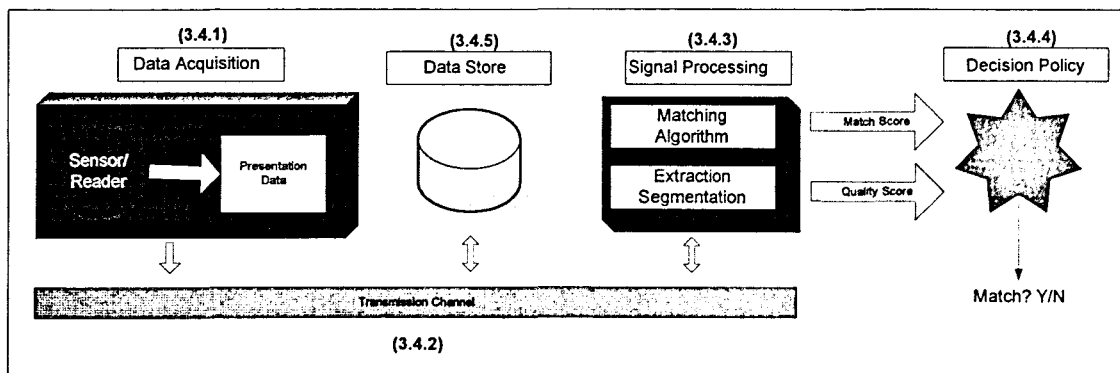 (3.4.1)
Data Acquisition
(3.4.5)
Data Store
(3.4.3)
Signal Processing
(3.4.4)
Decision Policy
Sensor/
Reader
Presentation
Data
Matching
Algorithm
Extraction
Segmentation
Match Score
Quality Score
Transmission Channel
(3.4.2)
Match? Y/N